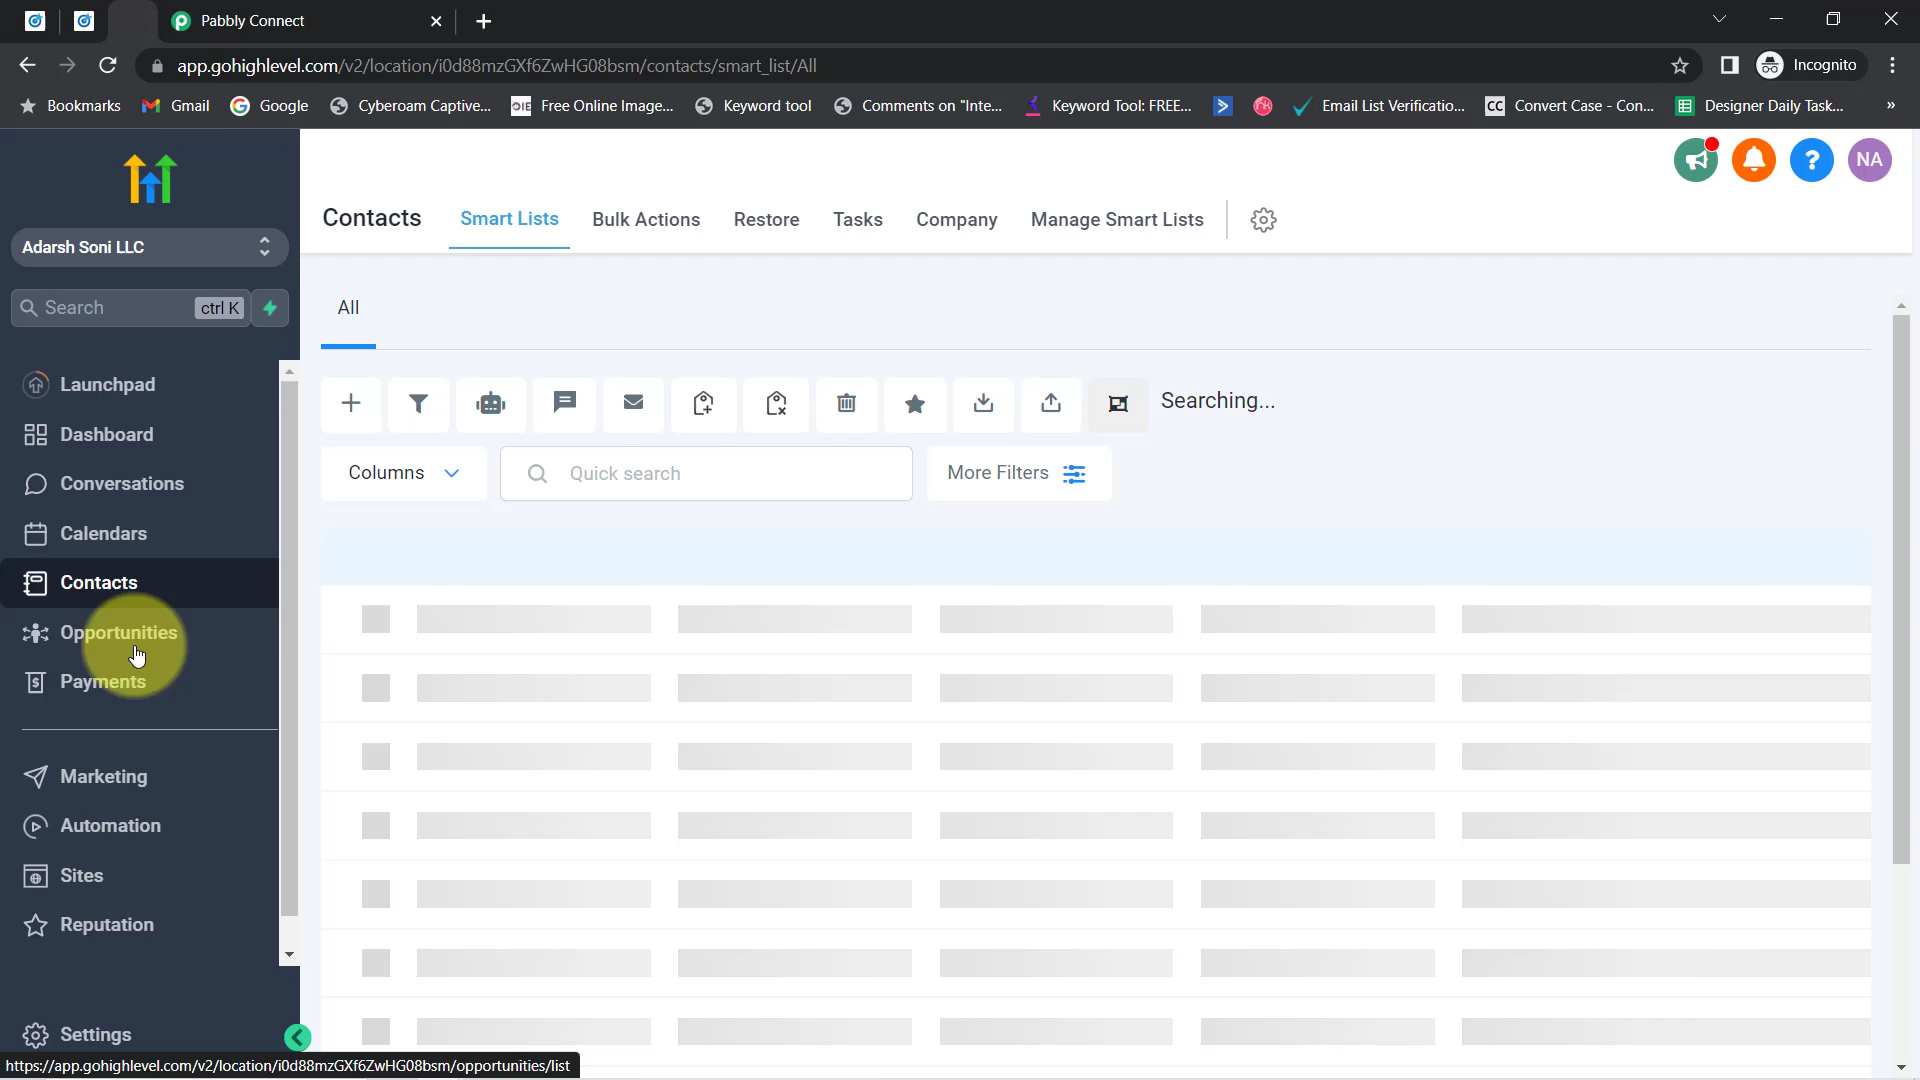 Pabbly Connect
app.gohighlevel.com/v2/location/i0d88mzGXf6ZwHG08bsm/contacts/smart_list/All
Incognito
Bookmarks
Gmail
Google
Cyberoam Captive...
OIE
Free Online Image...
Keyword tool
Comments on "Inte...
Keyword Tool: FREE...
Email List Verificatio...
CC
Convert Case - Con...
Designer Daily Task...
»
NA
Contacts
Smart Lists
Bulk Actions
Restore
Tasks
Company
Manage Smart Lists
Adarsh Soni LLC
Search
ctrl K
All
Launchpad
Searching...
Dashboard
Columns
Quick search
More Filters
Conversations
Calendars
Contacts
Opportunities
Payments
Marketing
Automation
Sites
Reputation
Settings
https://app.gohighlevel.com/v2/location/i0d88mzGXf6ZwHG08bsm/opportunities/list